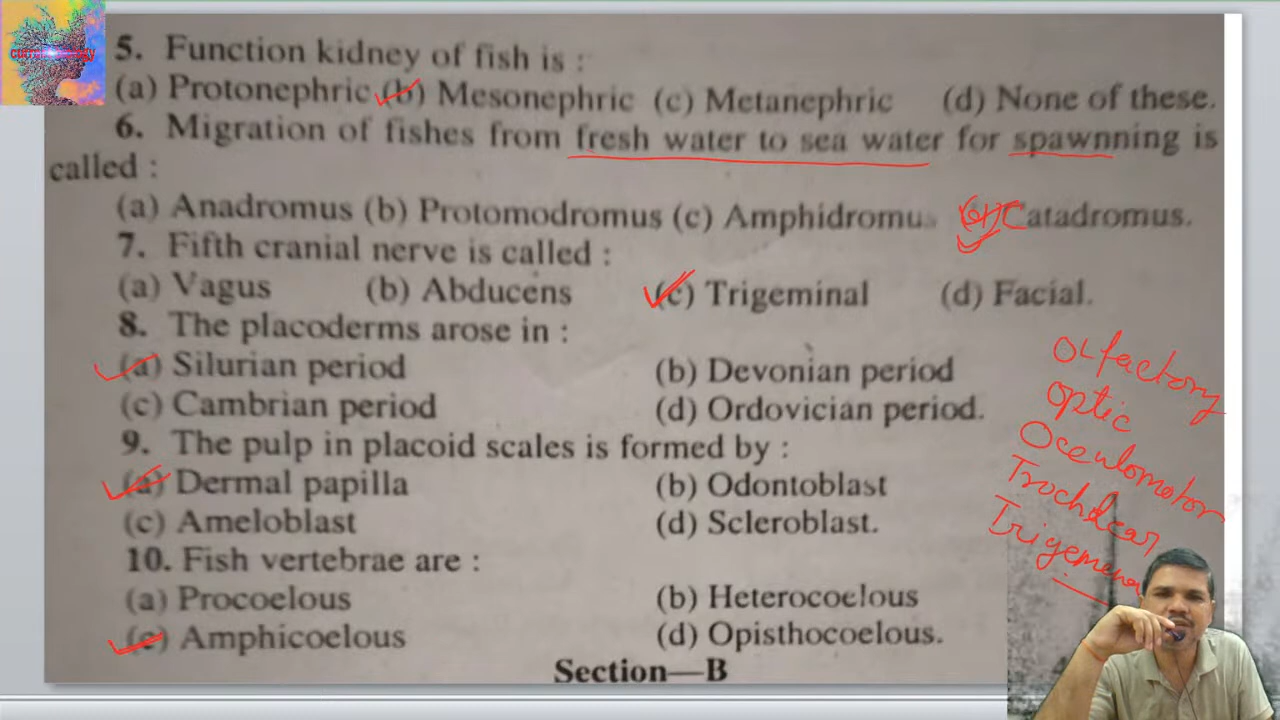 5. Function kidney of fish is :
(a) Protonephric (b) Mesonephric (c) Metanephric (d) None of these.
6. Migration of fishes from fresh water to sea water for spawnning is
called :
(a) Anadromus (b) Protomodromus (c) Amphidromus (d) Catadromus.
7. Fifth cranial nerve is called :
(a) Vagus (b) Abducens (c) Trigeminal (d) Facial.
8. The placoderms arose in :
(a) Silurian period (b) Devonian period
(c) Cambrian period (d) Ordovician period.
9. The pulp in placoid scales is formed by :
(a) Dermal papilla (b) Odontoblast
(c) Ameloblast (d) Scleroblast.
10. Fish vertebrae are :
(a) Procoelous (b) Heterocoelous
(c) Amphicoelous (d) Opisthocoelous.
Section—B
Olfactory
optic
Oculomotor